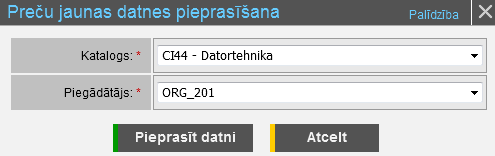 Preču jaunas datnes pieprasīšana Palīdzība
Katalogs: * CI44 - Datortehnika
Piegādātājs: * ORG_201
Pieprasīt datni Atcelt